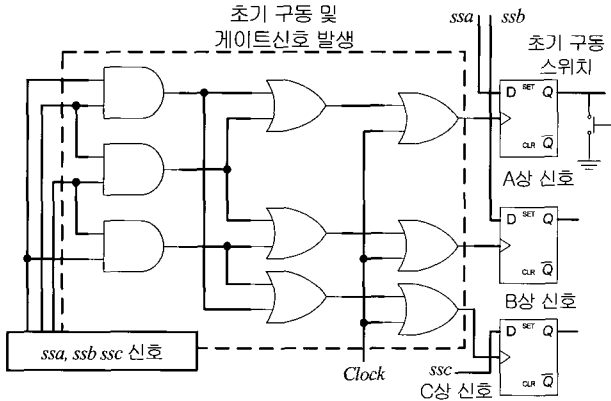 초기 구동 및
게이트신호 발생
ssa ssb
초기 구동
스위치
D SET Q
CLR Q̅
A상 신호
D SET Q
CLR Q̅
B상 신호
D SET Q
CLR Q̅
ssa, ssb ssc 신호
Clock
ssc
C상 신호